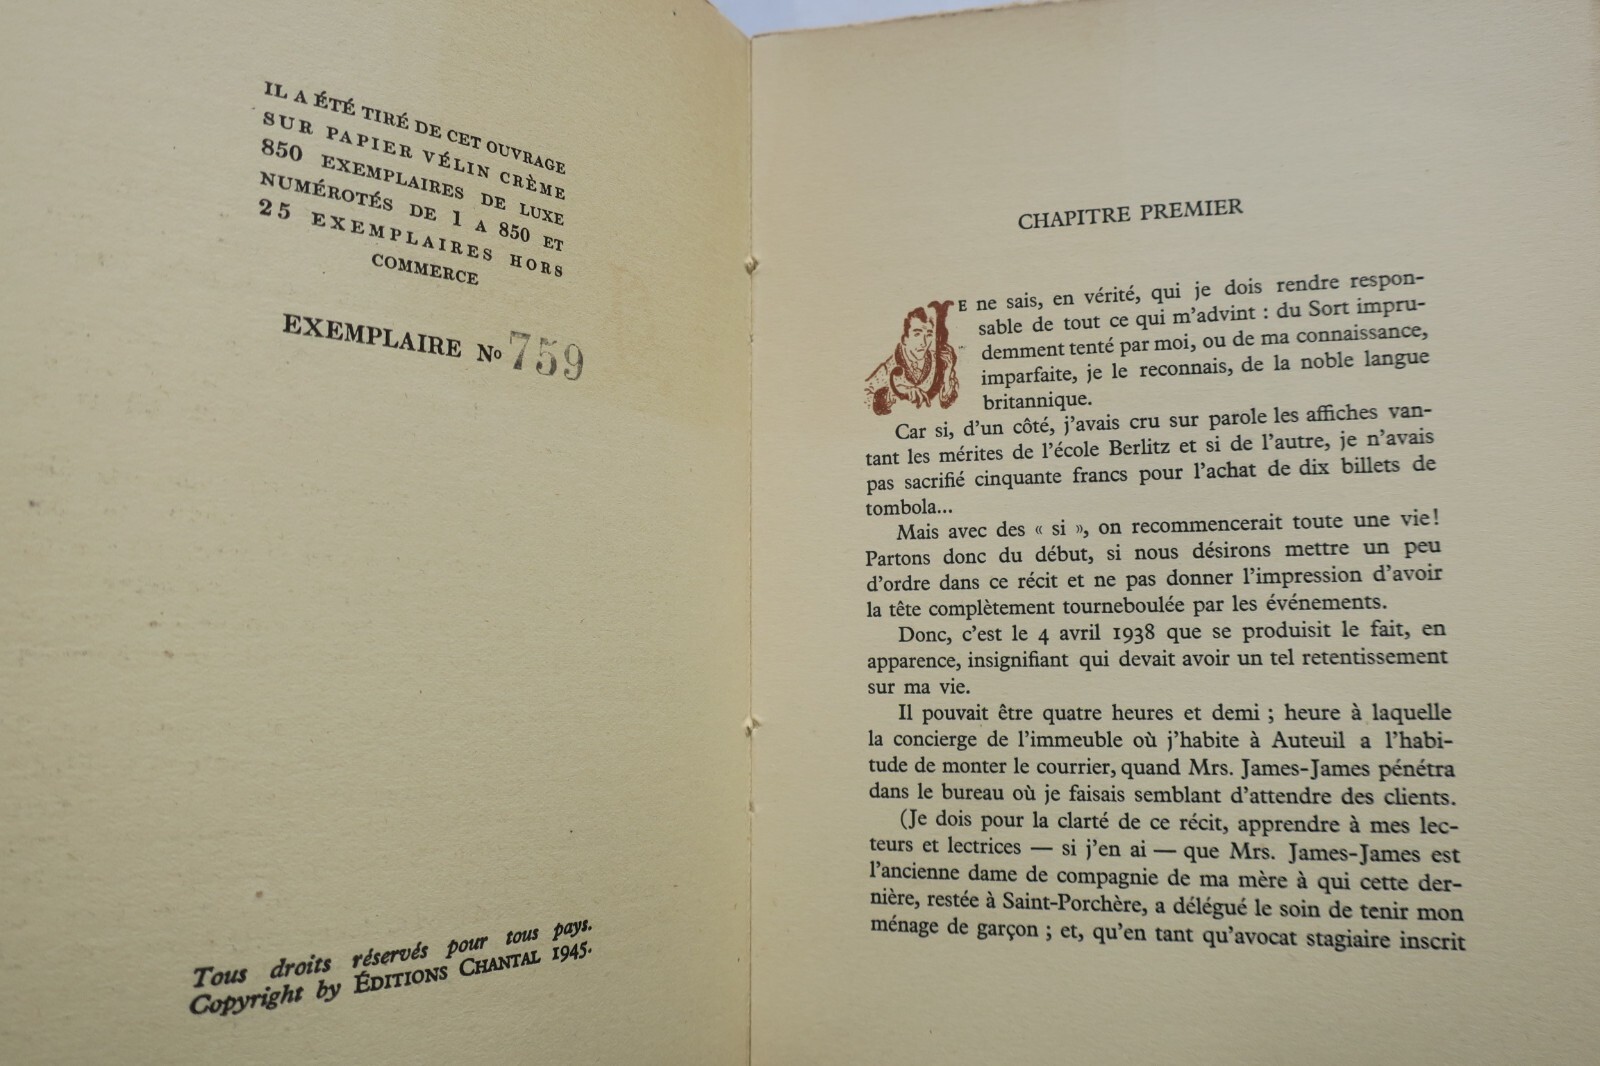 IL A ÉTÉ TIRÉ DE CET OUVRAGE
SUR PAPIER VÉLIN CRÈME
850 EXEMPLAIRES DE LUXE
NUMÉROTÉS DE 1 A 850 ET
25 EXEMPLAIRES HORS
COMMERCE
EXEMPLAIRE No 759
Tous droits réservés pour tous pays.
Copyright by ÉDITIONS CHANTAL 1945.
CHAPITRE PREMIER
JE ne sais, en vérité, qui je dois rendre respon-
sable de tout ce qui m'advint : du Sort impru-
demment tenté par moi, ou de ma connaissance,
imparfaite, je le reconnais, de la noble langue
britannique.
Car si, d'un côté, j'avais cru sur parole les affiches van-
tant les mérites de l'école Berlitz et si de l'autre, je n'avais
pas sacrifié cinquante francs pour l'achat de dix billets de
tombola...
Mais avec des « si », on recommencerait toute une vie!
Partons donc du début, si nous désirons mettre un peu
d'ordre dans ce récit et ne pas donner l'impression d'avoir
la tête complètement tourneboulée par les événements.
Donc, c'est le 4 avril 1938 que se produisit le fait, en
apparence, insignifiant qui devait avoir un tel retentissement
sur ma vie.
Il pouvait être quatre heures et demi ; heure à laquelle
la concierge de l'immeuble où j'habite à Auteuil a l'habi-
tude de monter le courrier, quand Mrs. James-James pénétra
dans le bureau où je faisais semblant d'attendre des clients.
(Je dois pour la clarté de ce récit, apprendre à mes lec-
teurs et lectrices — si j'en ai — que Mrs. James-James est
l'ancienne dame de compagnie de ma mère à qui cette der-
nière, restée à Saint-Porchère, a délégué le soin de tenir mon
ménage de garçon ; et, qu'en tant qu'avocat stagiaire inscrit